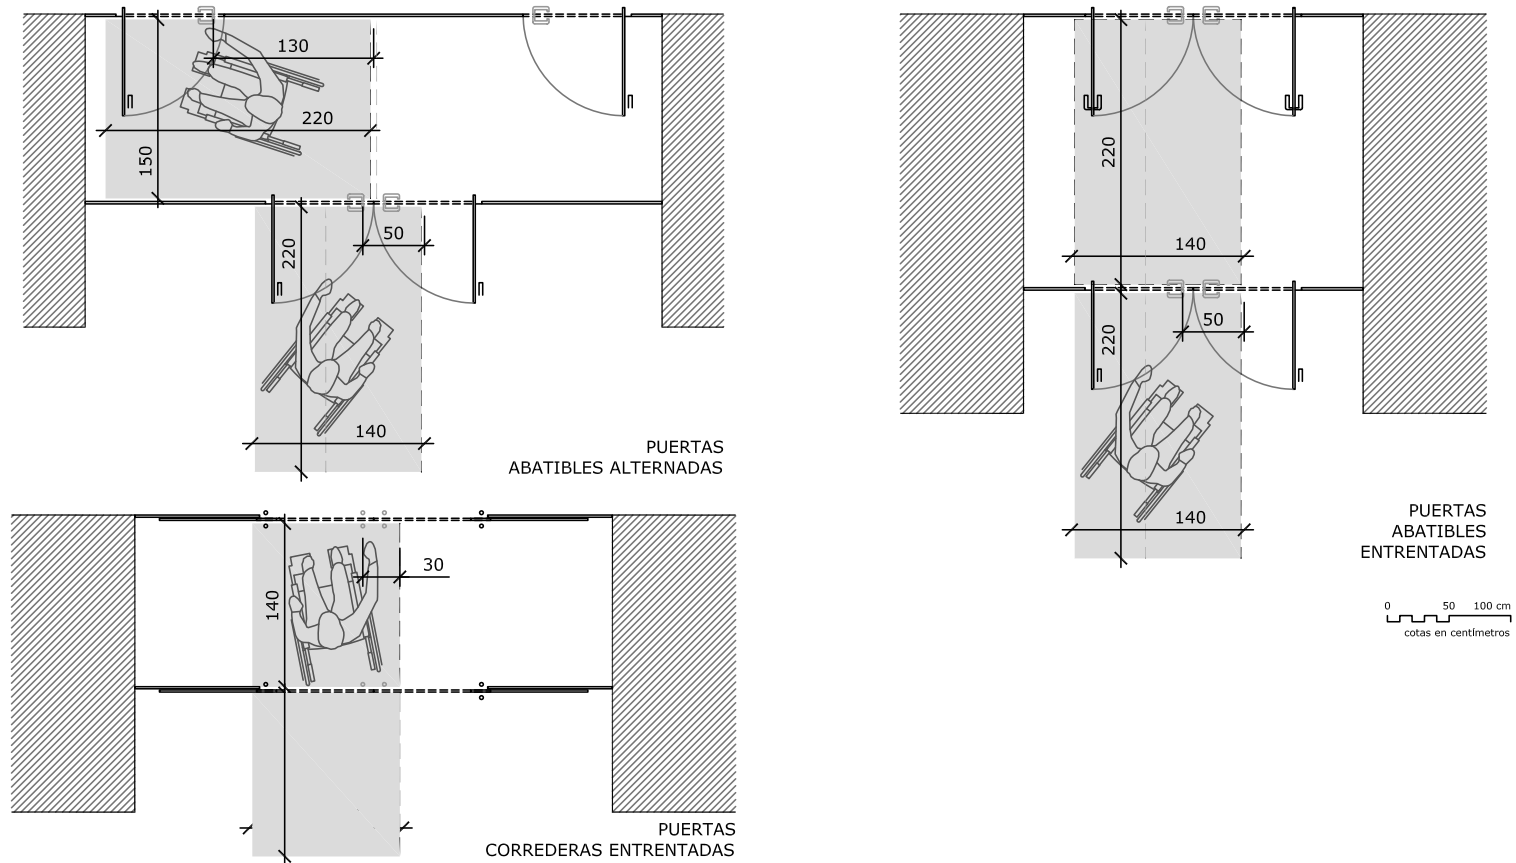 130
220
150
50
220
140
PUERTAS
ABATIBLES ALTERNADAS
220
140
50
220
140
PUERTAS
ABATIBLES
ENTRENTADAS
30
140
PUERTAS
CORREDERAS ENTRENTADAS
0 50 100 cm
cotas en centímetros